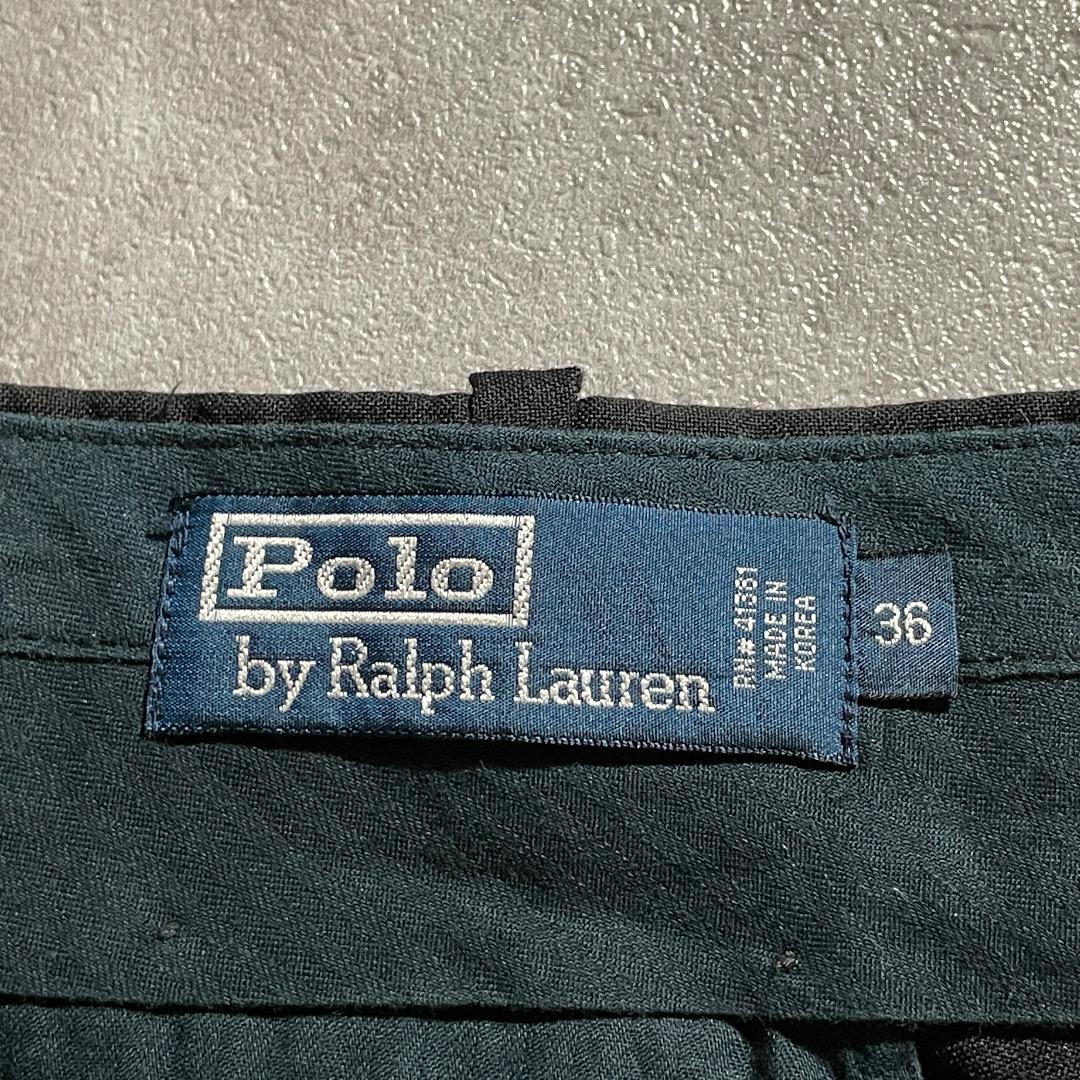 Polo
by Ralph Lauren
RN# 41381
MADE IN
KOREA
36